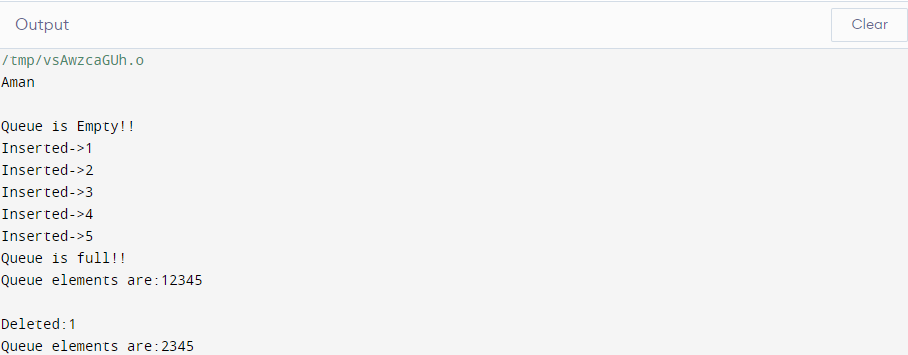 Output
Clear
/tmp/vsAwzcaGUh.o
Aman
Queue is Empty!!
Inserted->1
Inserted->2
Inserted->3
Inserted->4
Inserted->5
Queue is full!!
Queue elements are:12345
Deleted:1
Queue elements are:2345